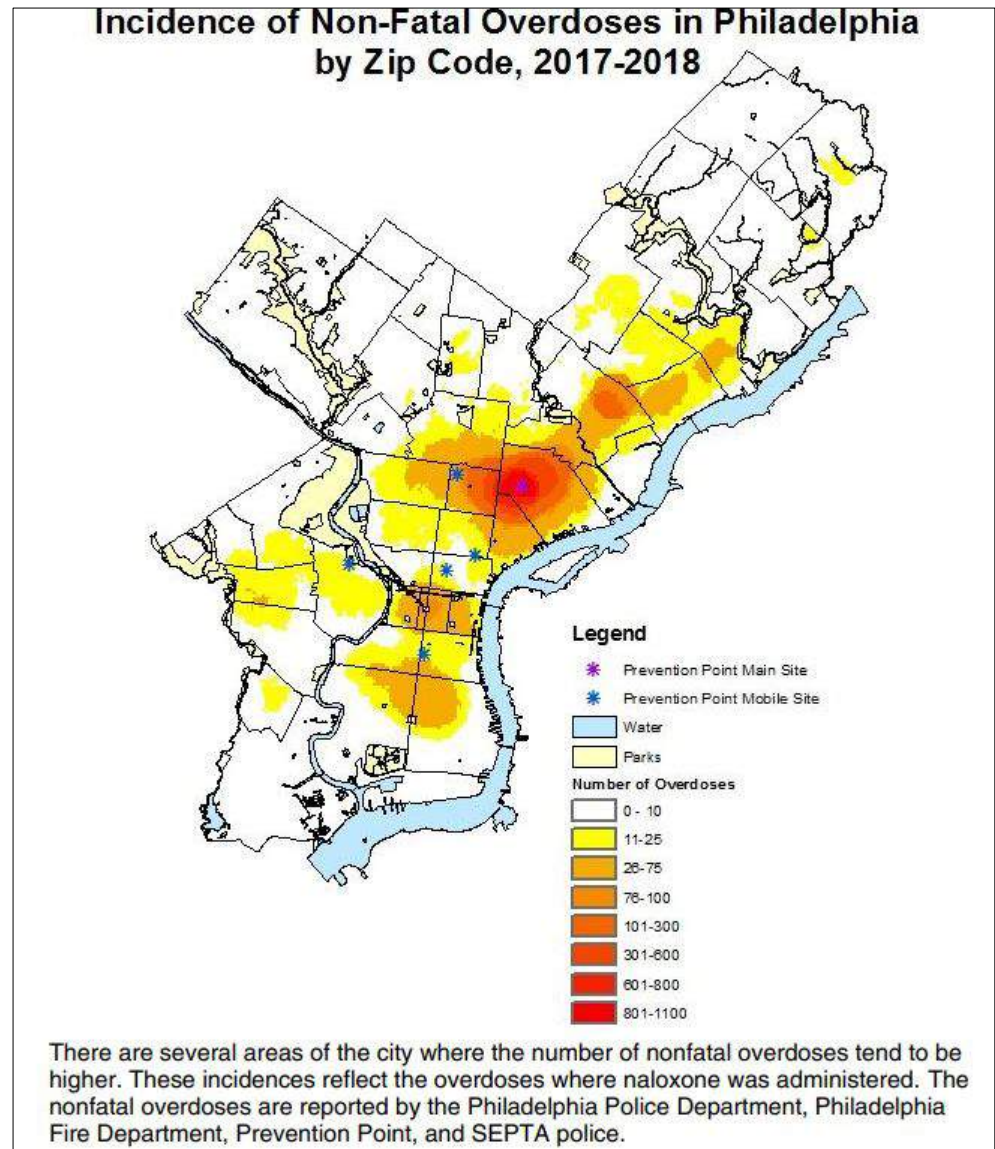 Incidence of Non-Fatal Overdoses in Philadelphia
by Zip Code, 2017-2018
Legend
Prevention Point Main Site
Prevention Point Mobile Site
Water
Parks
Number of Overdoses
0 - 10
11-25
26-75
76-100
101-300
301-600
601-800
801-1100
There are several areas of the city where the number of nonfatal overdoses tend to be
higher. These incidences reflect the overdoses where naloxone was administered. The
nonfatal overdoses are reported by the Philadelphia Police Department, Philadelphia
Fire Department, Prevention Point, and SEPTA police.